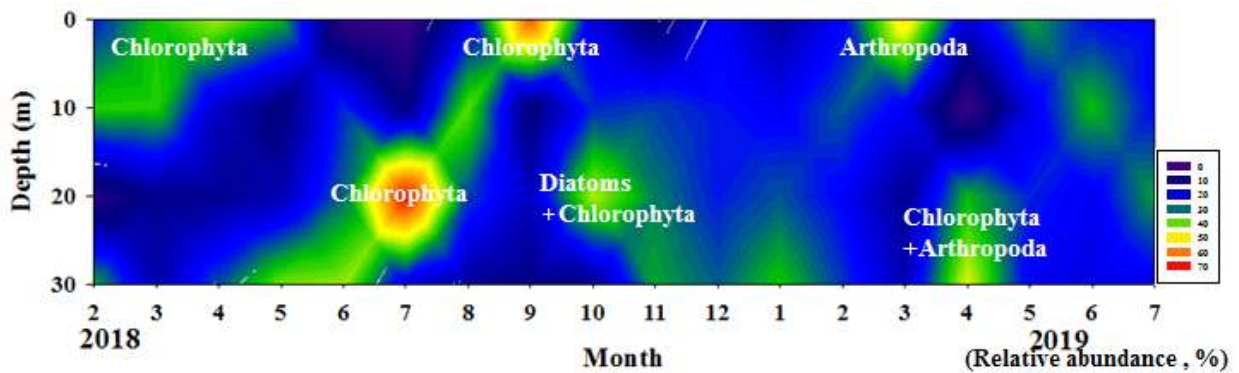 0
Chlorophyta
Chlorophyta
Arthropoda
10
Depth (m)
20
Chlorophyta
Diatoms
+Chlorophyta
Chlorophyta
+Arthropoda
30
0
10
20
30
40
50
60
70
2 3 4 5 6 7 8 9 10 11 12 1 2 3 4 5 6 7
2018
2019
Month
(Relative abundance , %)